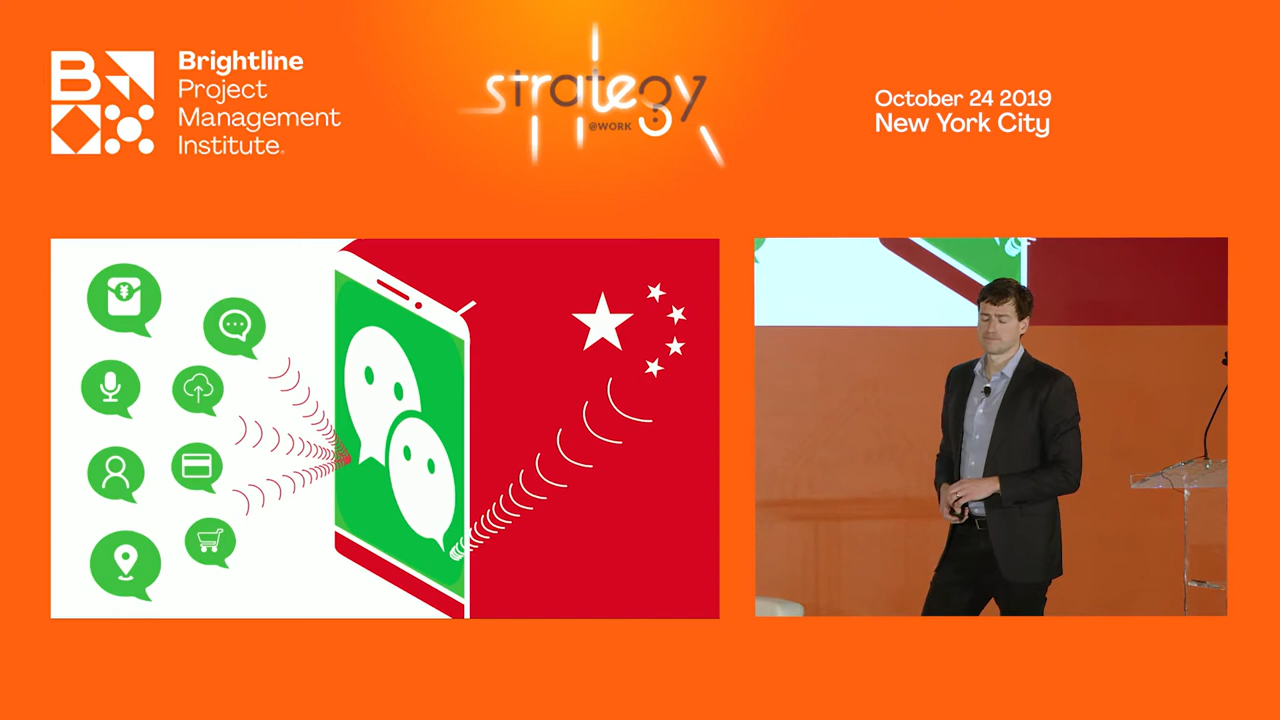 Brightline
Project
Management
Institute.
strategy
@WORK
October 24 2019
New York City
¥